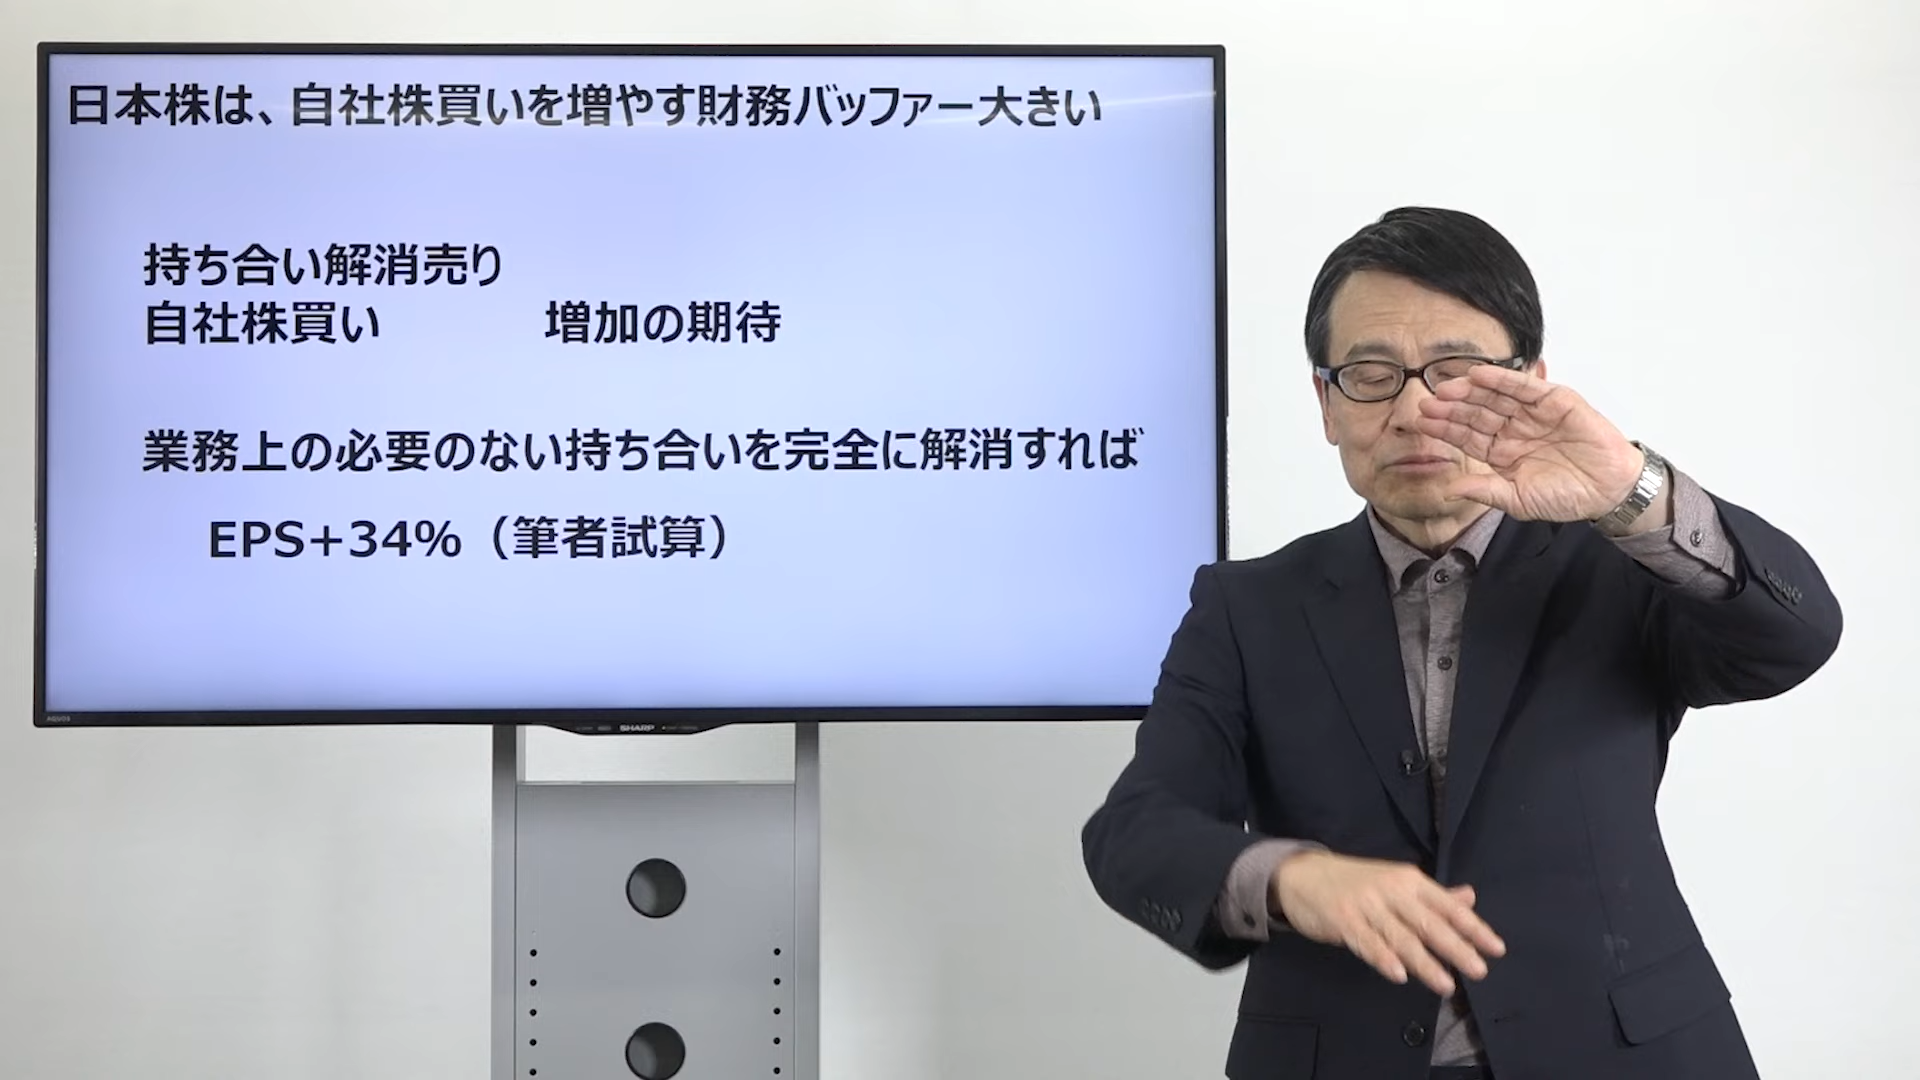 日本株は、自社株買いを増やす財務バッファー大きい
持ち合い解消売り
自社株買い 増加の期待
業務上の必要のない持ち合いを完全に解消すれば
EPS+34%（筆者試算）
AQUOS
SHARP